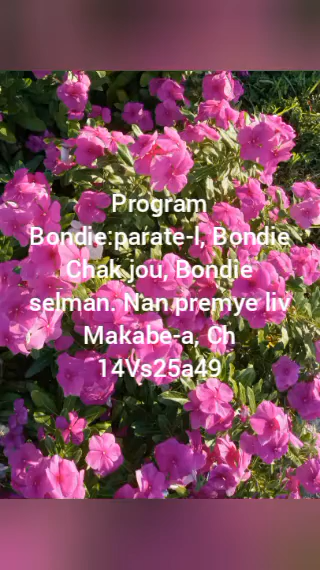 Program
Bondie:parate-l, Bondie
Chak jou, Bondie
selman. Nan premye liv
Makabe-a, Ch
14Vs25a49